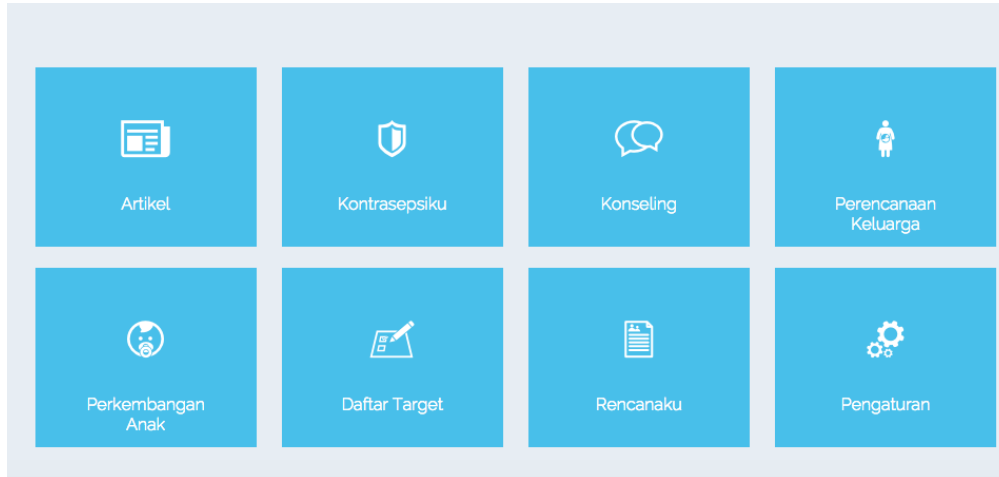 Artikel
Kontrasepsiku
Konseling
Perencanaan
Keluarga
Perkembangan
Anak
Daftar Target
Rencanaku
Pengaturan